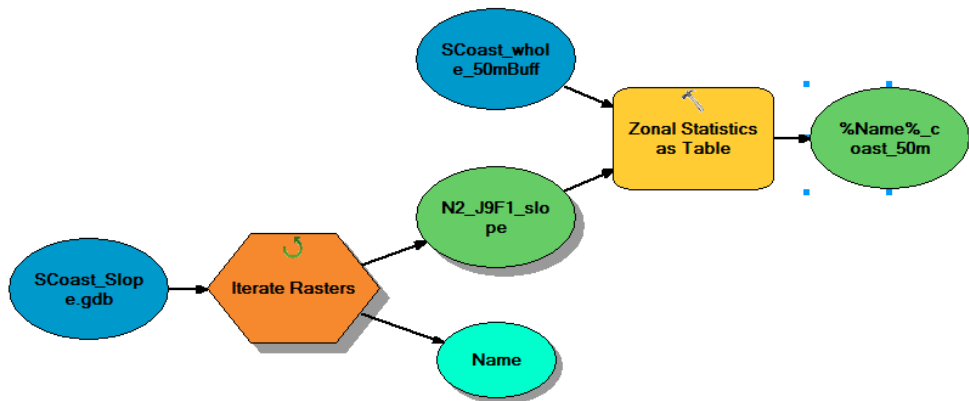 SCoast_whol
e_50mBuff
Zonal Statistics
as Table
%Name%_c
oast_50m
N2_J9F1_slo
pe
SCoast_Slop
e.gdb
Iterate Rasters
Name